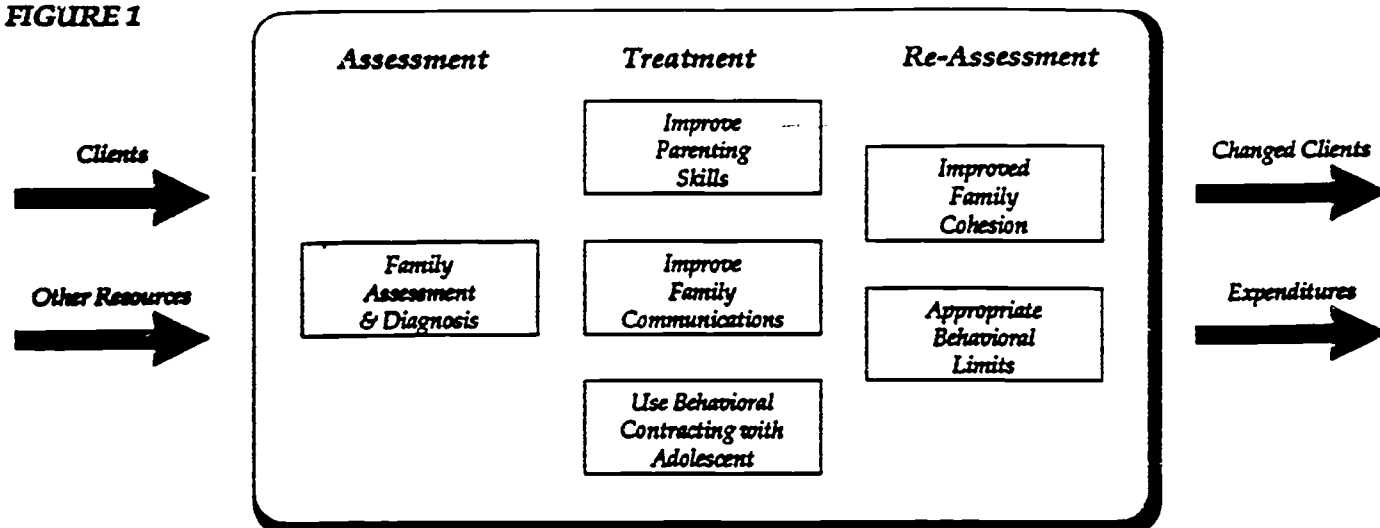 FIGURE 1
Assessment
Treatment
Re-Assessment
Clients
Other Resources
Family
Assessment
& Diagnosis
Improve
Parenting
Skills
Improve
Family
Communications
Use Behavioral
Contracting with
Adolescent
Improved
Family
Cohesion
Appropriate
Behavioral
Limits
Changed Clients
Expenditures